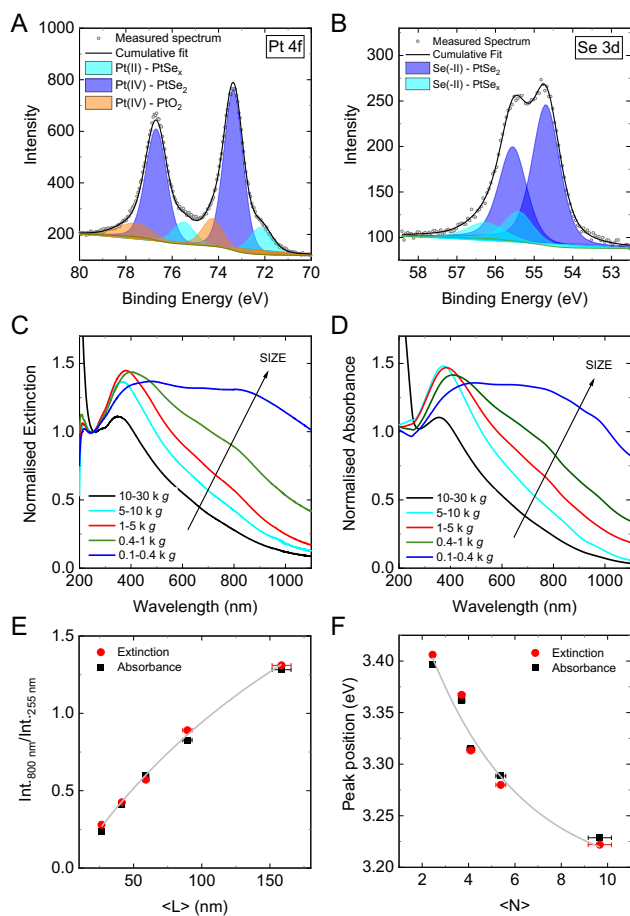 A
Pt 4f
Measured spectrum
Cumulative fit
Pt(II) - PtSeₓ
Pt(IV) - PtSe₂
Pt(IV) - PtO₂
1000
800
600
400
200
Intensity
80 78 76 74 72 70
Binding Energy (eV)
B
Se 3d
Measured Spectrum
Cumulative Fit
Se(-II) - PtSe₂
Se(-II) - PtSeₓ
350
300
250
200
150
100
Intensity
58 57 56 55 54 53
Binding Energy (eV)
C
SIZE
10-30 k g
5-10 k g
1-5 k g
0.4-1 k g
0.1-0.4 k g
1.5
1.0
0.5
0.0
Normalised Extinction
200 400 600 800 1000
Wavelength (nm)
D
SIZE
10-30 k g
5-10 k g
1-5 k g
0.4-1 k g
0.1-0.4 k g
1.5
1.0
0.5
0.0
Normalised Absorbance
200 400 600 800 1000
Wavelength (nm)
E
Extinction
Absorbance
1.5
1.0
0.5
0.0
Int.₈₀₀ ₙₘ/Int.₂₅₅ ₙₘ
50 100 150
<L> (nm)
F
Extinction
Absorbance
3.40
3.35
3.30
3.25
3.20
Peak position (eV)
2 4 6 8 10
<N>